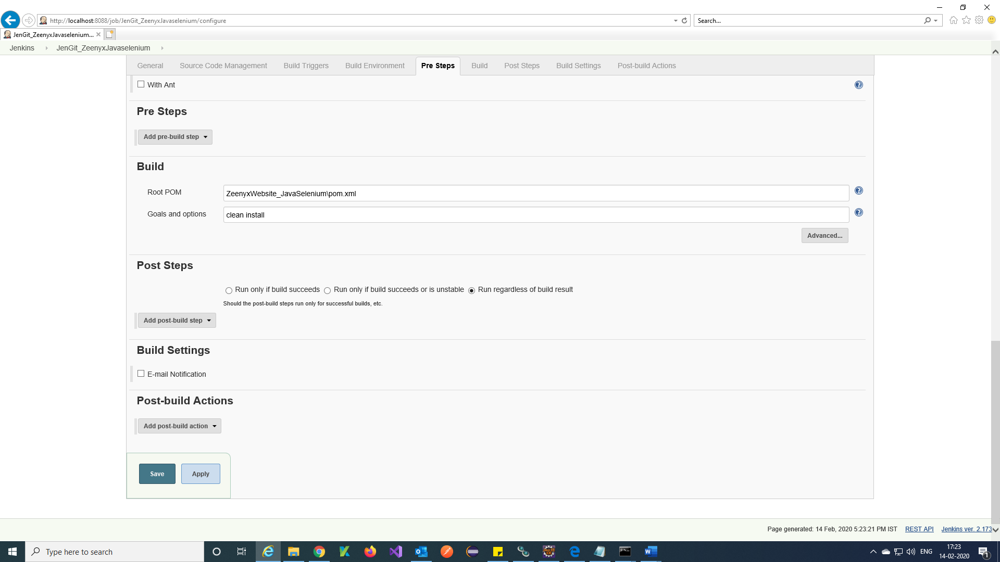 http://localhost:8088/job/JenGit_ZeenyxJavaselenium/configure
Search...
JenGit_ZeenyxJavaselenium...
Jenkins
JenGit_ZeenyxJavaselenium
General
Source Code Management
Build Triggers
Build Environment
Pre Steps
Build
Post Steps
Build Settings
Post-build Actions
With Ant
Pre Steps
Add pre-build step
Build
Root POM
ZeenyxWebsite_JavaSelenium\pom.xml
Goals and options
clean install
Advanced...
Post Steps
Run only if build succeeds
Run only if build succeeds or is unstable
Run regardless of build result
Should the post-build steps run only for successful builds, etc.
Add post-build step
Build Settings
E-mail Notification
Post-build Actions
Add post-build action
Save
Apply
Page generated: 14 Feb, 2020 5:23:21 PM IST
REST API
Jenkins ver. 2.173
Type here to search
ENG
17:23
14-02-2020
1